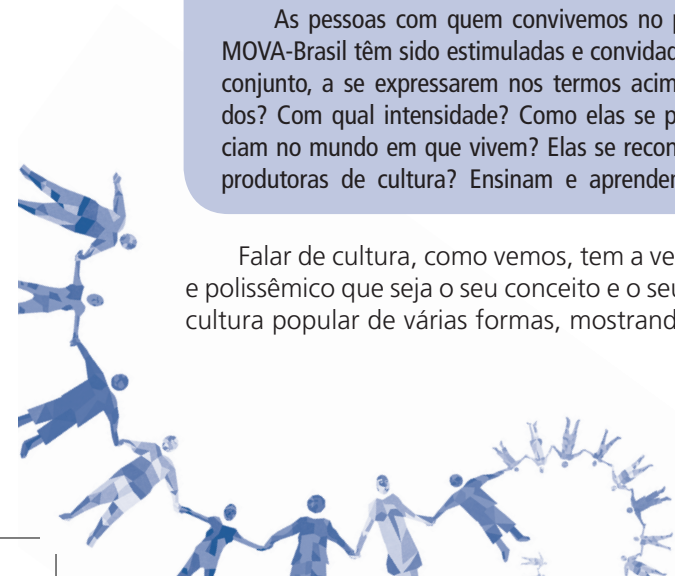 As pessoas com quem convivemos no p
MOVA-Brasil têm sido estimuladas e convidad
conjunto, a se expressarem nos termos acim
dos? Com qual intensidade? Como elas se p
ciam no mundo em que vivem? Elas se recon
produtoras de cultura? Ensinam e aprender
Falar de cultura, como vemos, tem a ve
e polissêmico que seja o seu conceito e o seu
cultura popular de várias formas, mostrand